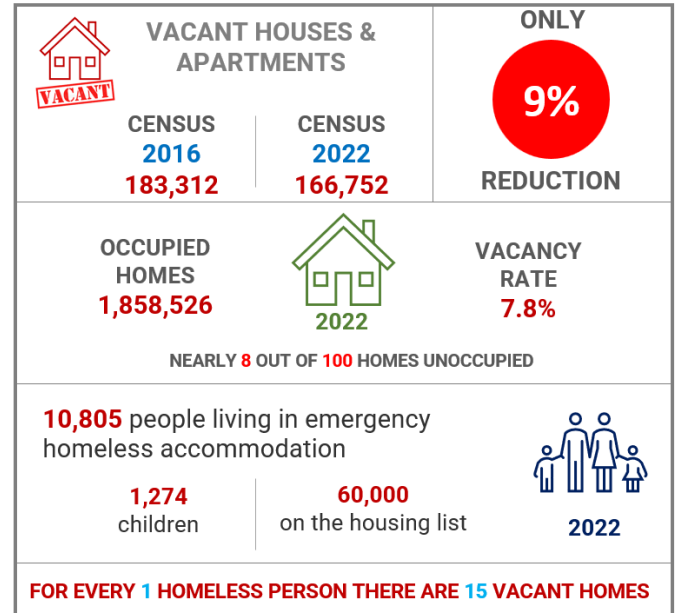 VACANT HOUSES &
APARTMENTS
VACANT
CENSUS
2016
183,312
CENSUS
2022
166,752
ONLY
9%
REDUCTION
OCCUPIED
HOMES
1,858,526
2022
VACANCY
RATE
7.8%
NEARLY 8 OUT OF 100 HOMES UNOCCUPIED
10,805 people living in emergency
homeless accommodation
1,274
children
60,000
on the housing list
2022
FOR EVERY 1 HOMELESS PERSON THERE ARE 15 VACANT HOMES